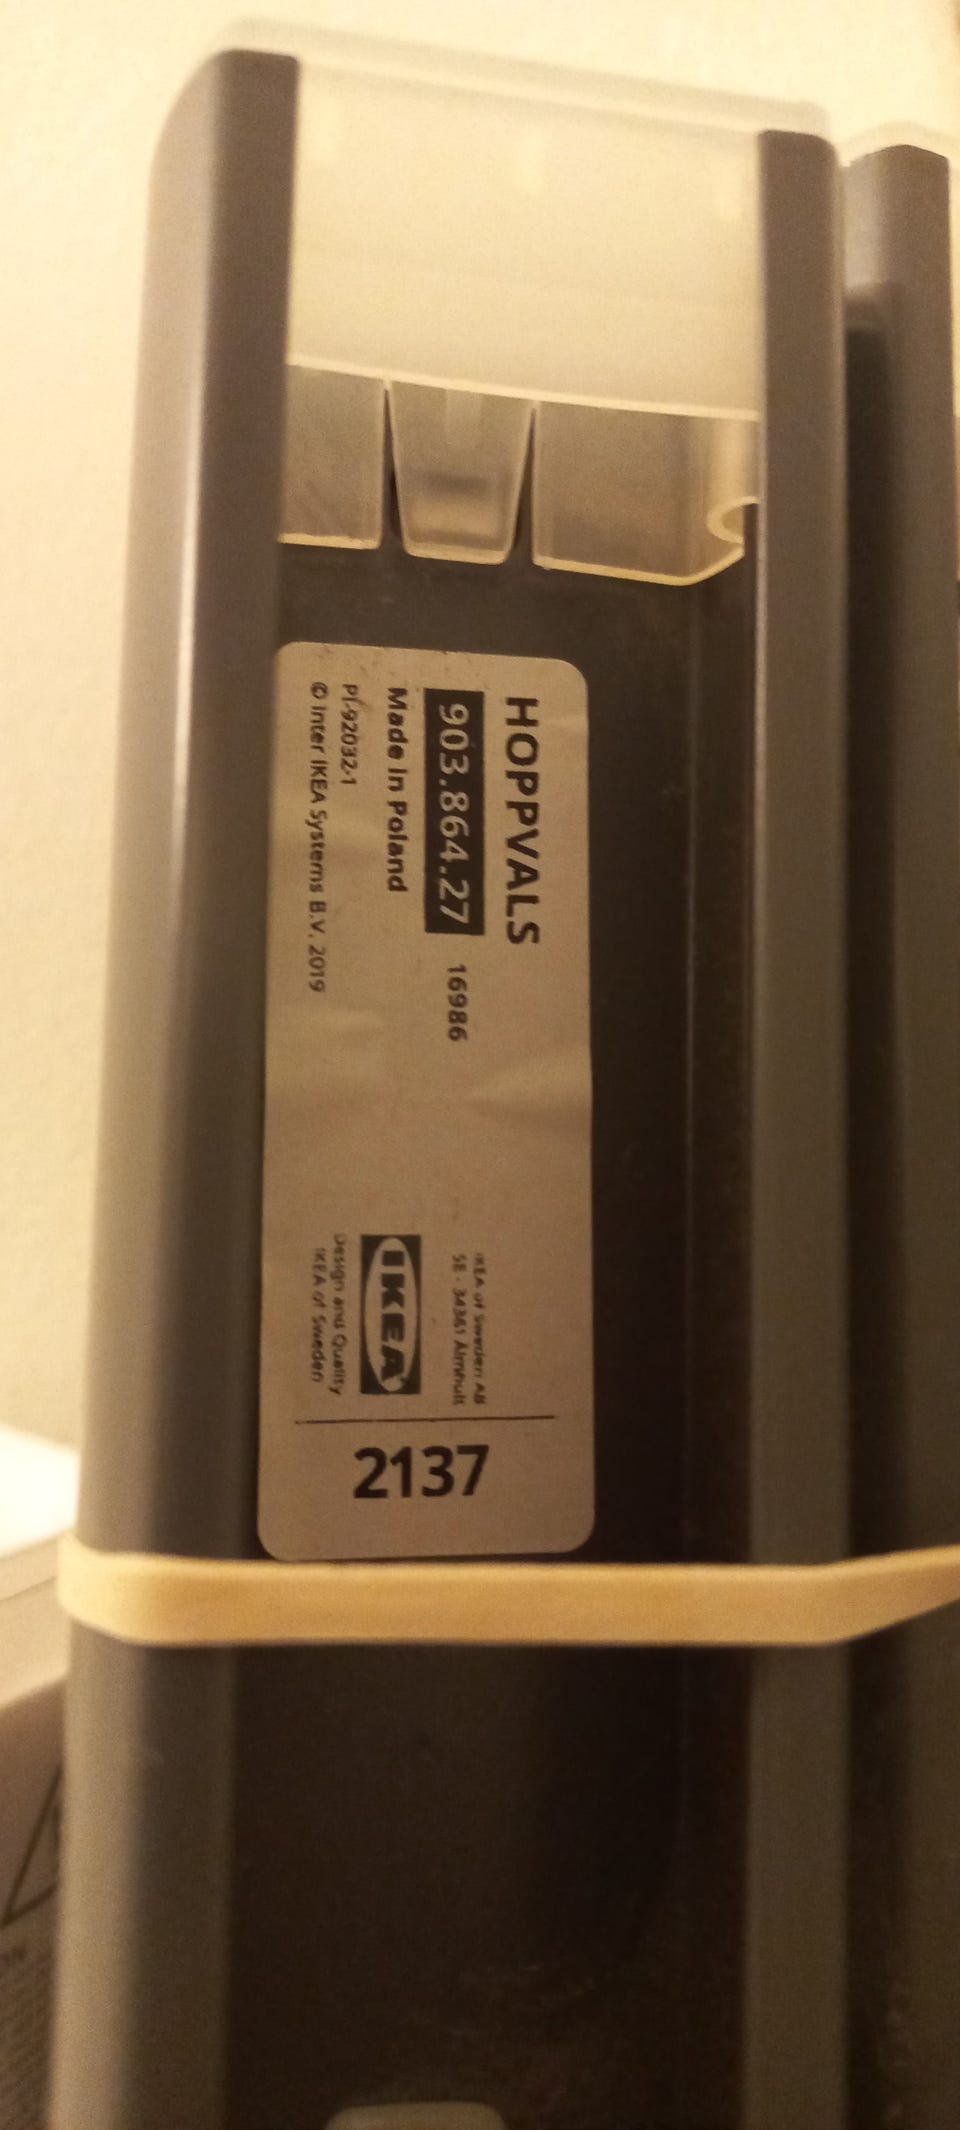 HOPPVALS
903.864.27 16986
Made in Poland
PI-92032-1
© Inter IKEA Systems B.V. 2019
IKEA of Sweden AB
SE - 34381 Älmhult
IKEA
Design and Quality
IKEA of Sweden
2137